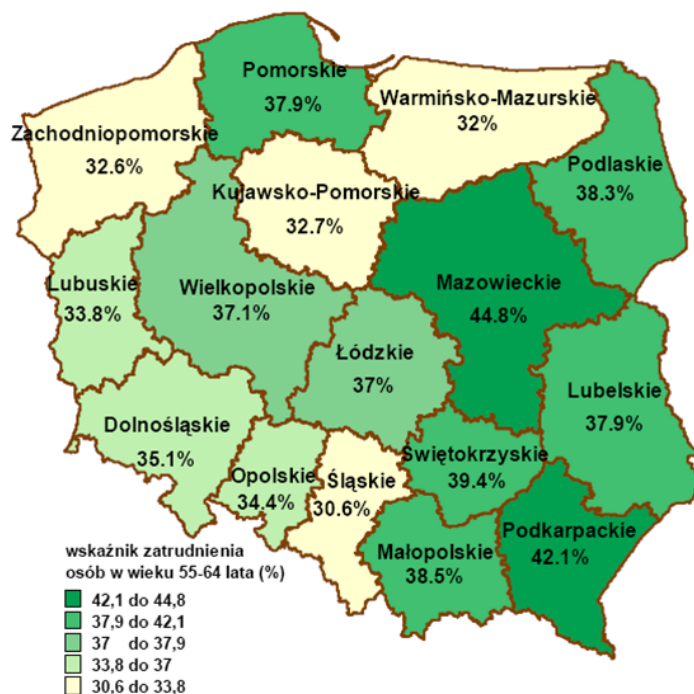 Pomorskie
37.9%
Warmińsko-Mazurskie
32%
Zachodniopomorskie
32.6%
Podlaskie
38.3%
Kujawsko-Pomorskie
32.7%
Lubuskie
33.8%
Wielkopolskie
37.1%
Mazowieckie
44.8%
Łódzkie
37%
Lubelskie
37.9%
Dolnośląskie
35.1%
Opolskie
34.4%
Śląskie
30.6%
Świętokrzyskie
39.4%
Małopolskie
38.5%
Podkarpackie
42.1%
wskaźnik zatrudnienia
osób w wieku 55-64 lata (%)
42,1 do 44,8
37,9 do 42,1
37 do 37,9
33,8 do 37
30,6 do 33,8